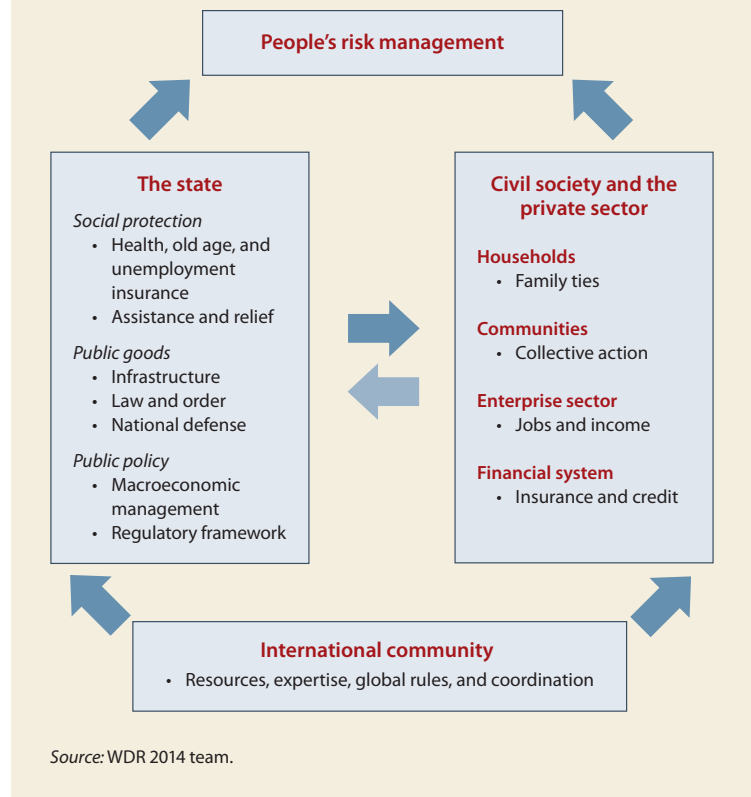 People’s risk management
The state
Social protection
• Health, old age, and
unemployment
insurance
• Assistance and relief
Public goods
• Infrastructure
• Law and order
• National defense
Public policy
• Macroeconomic
management
• Regulatory framework
Civil society and the
private sector
Households
• Family ties
Communities
• Collective action
Enterprise sector
• Jobs and income
Financial system
• Insurance and credit
International community
• Resources, expertise, global rules, and coordination
Source: WDR 2014 team.